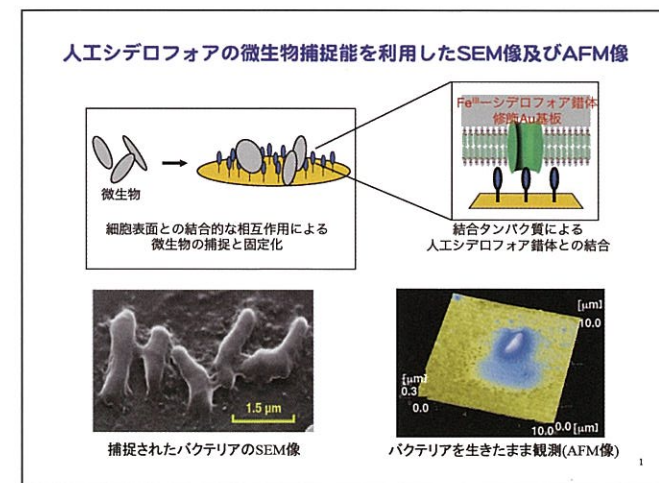 人工シデロフォアの微生物捕捉能を利用したSEM像及びAFM像
Feᴵᴵᴵーシデロフォア錯体
修飾Au基板
微生物
細胞表面との結合的な相互作用による
微生物の捕捉と固定化
結合タンパク質による
人工シデロフォア錯体との結合
1.5 μm
[μm]
10.0
[μm]
0.3
0.0
10.0
0.0
[μm]
捕捉されたバクテリアのSEM像
バクテリアを生きたまま観測(AFM像)
1